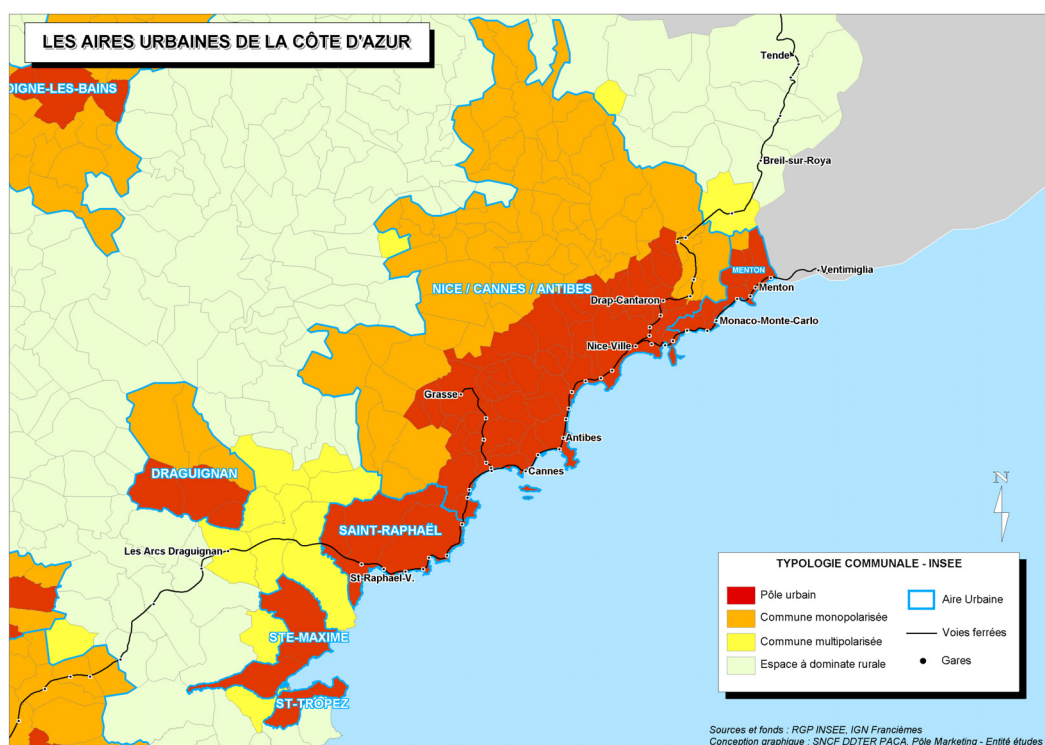 LES AIRES URBAINES DE LA CÔTE D'AZUR
Tende
DIGNE-LES-BAINS
Breil-sur-Roya
MENTON
Ventimiglia
NICE / CANNES / ANTIBES
Menton
Drap-Cantaron
Monaco-Monte-Carlo
Nice-Ville
Grasse
Antibes
DRAGUIGNAN
Cannes
N
SAINT-RAPHAËL
Les Arcs Draguignan
St-Raphael-V.
STE-MAXIME
ST-TROPEZ
TYPOLOGIE COMMUNALE - INSEE
Pôle urbain
Commune monopolarisée
Commune multipolarisée
Espace à dominate rurale
Aire Urbaine
Voies ferrées
Gares
Sources et fonds : RGP INSEE, IGN Franciémes
Conception graphique : SNCF DDTER PACA, Pôle Marketing - Entité études